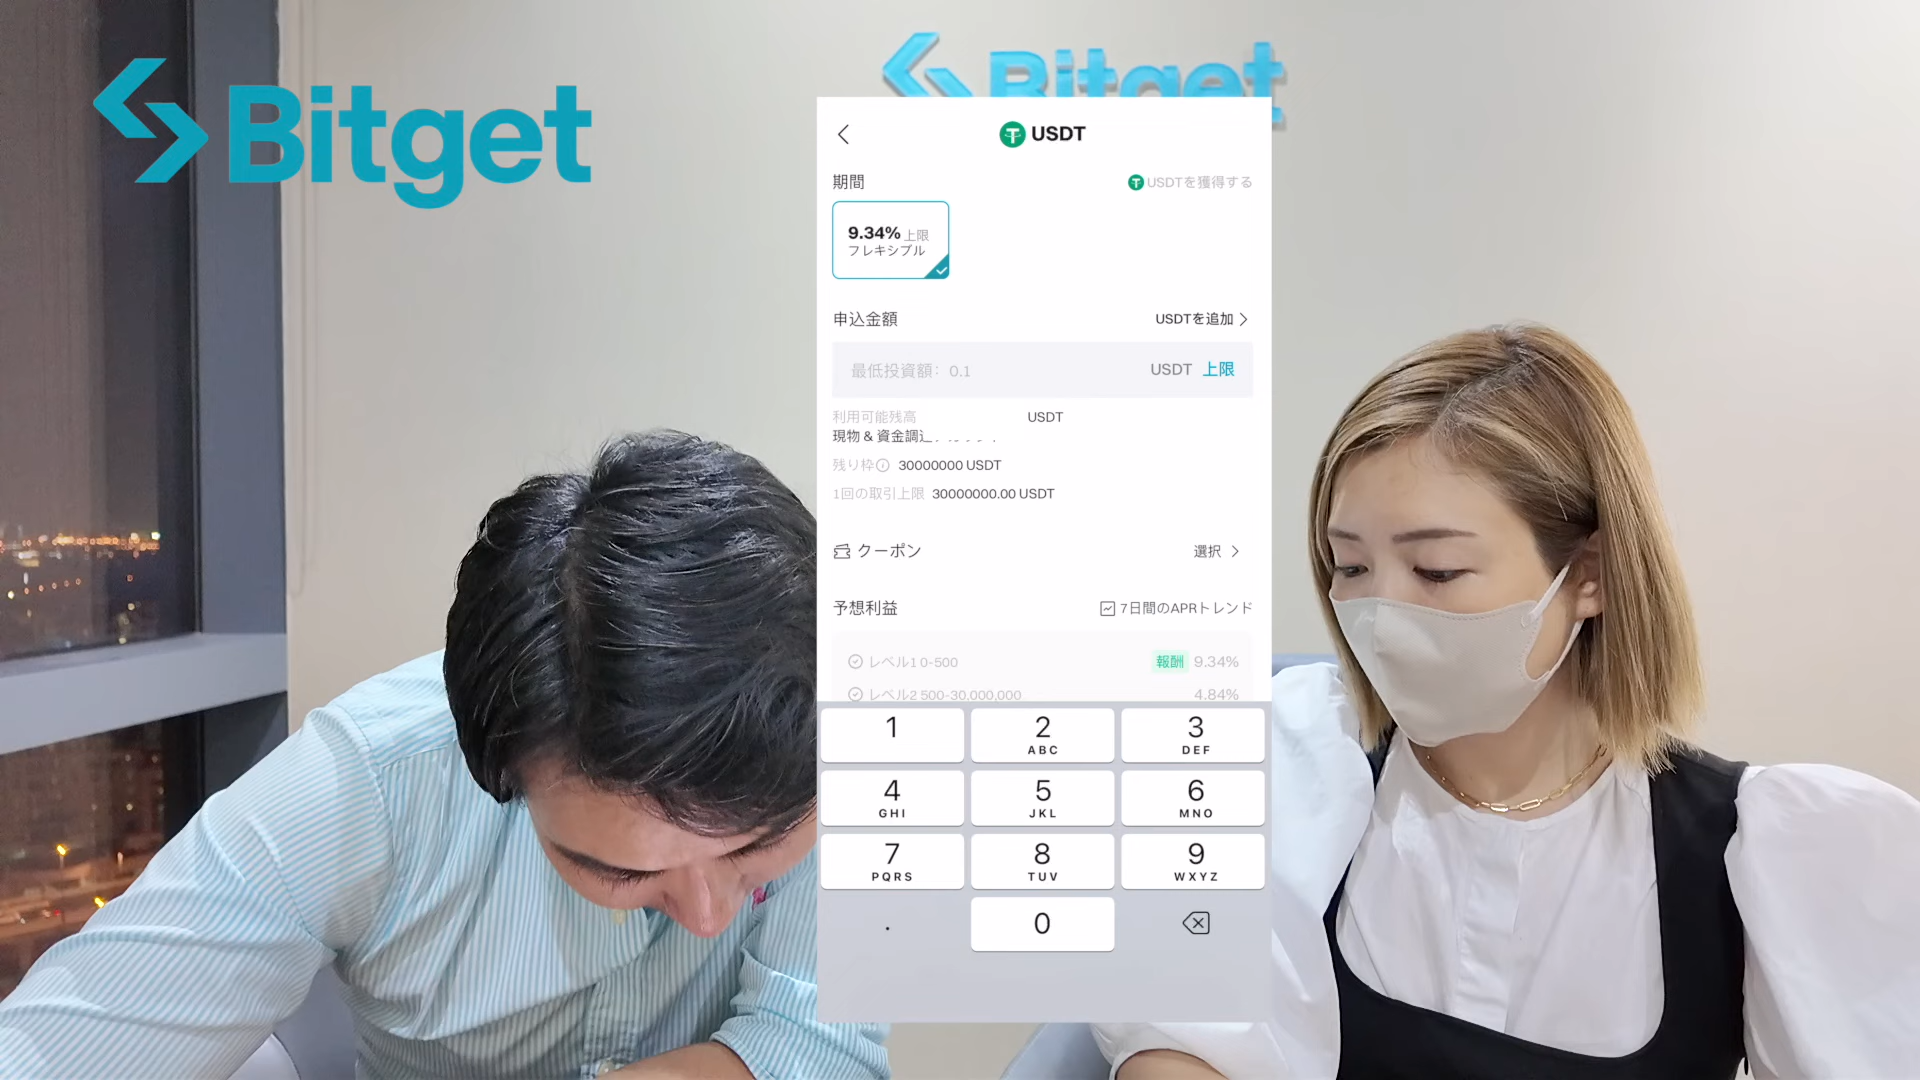 Bitget
Bitget
USDT
期間
USDTを獲得する
9.34% 上限
フレキシブル
申込金額
USDTを追加
最低投資額: 0.1
USDT 上限
利用可能残高
USDT
現物 & 資金調達
残り枠 30000000 USDT
1回の取引上限 30000000.00 USDT
クーポン
選択
予想利益
7日間のAPRトレンド
レベル1 0-500
報酬 9.34%
レベル2 500-30,000,000
4.84%
1
2
ABC
3
DEF
4
GHI
5
JKL
6
MNO
7
PQRS
8
TUV
9
WXYZ
.
0